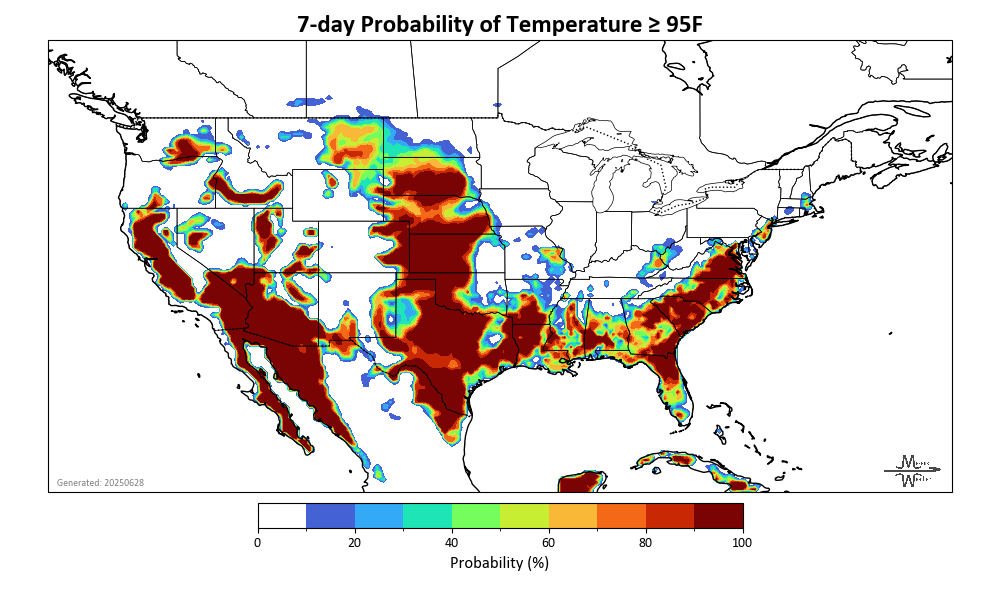 7-day Probability of Temperature ≥ 95F
Generated: 20250628
0 20 40 60 80 100
Probability (%)